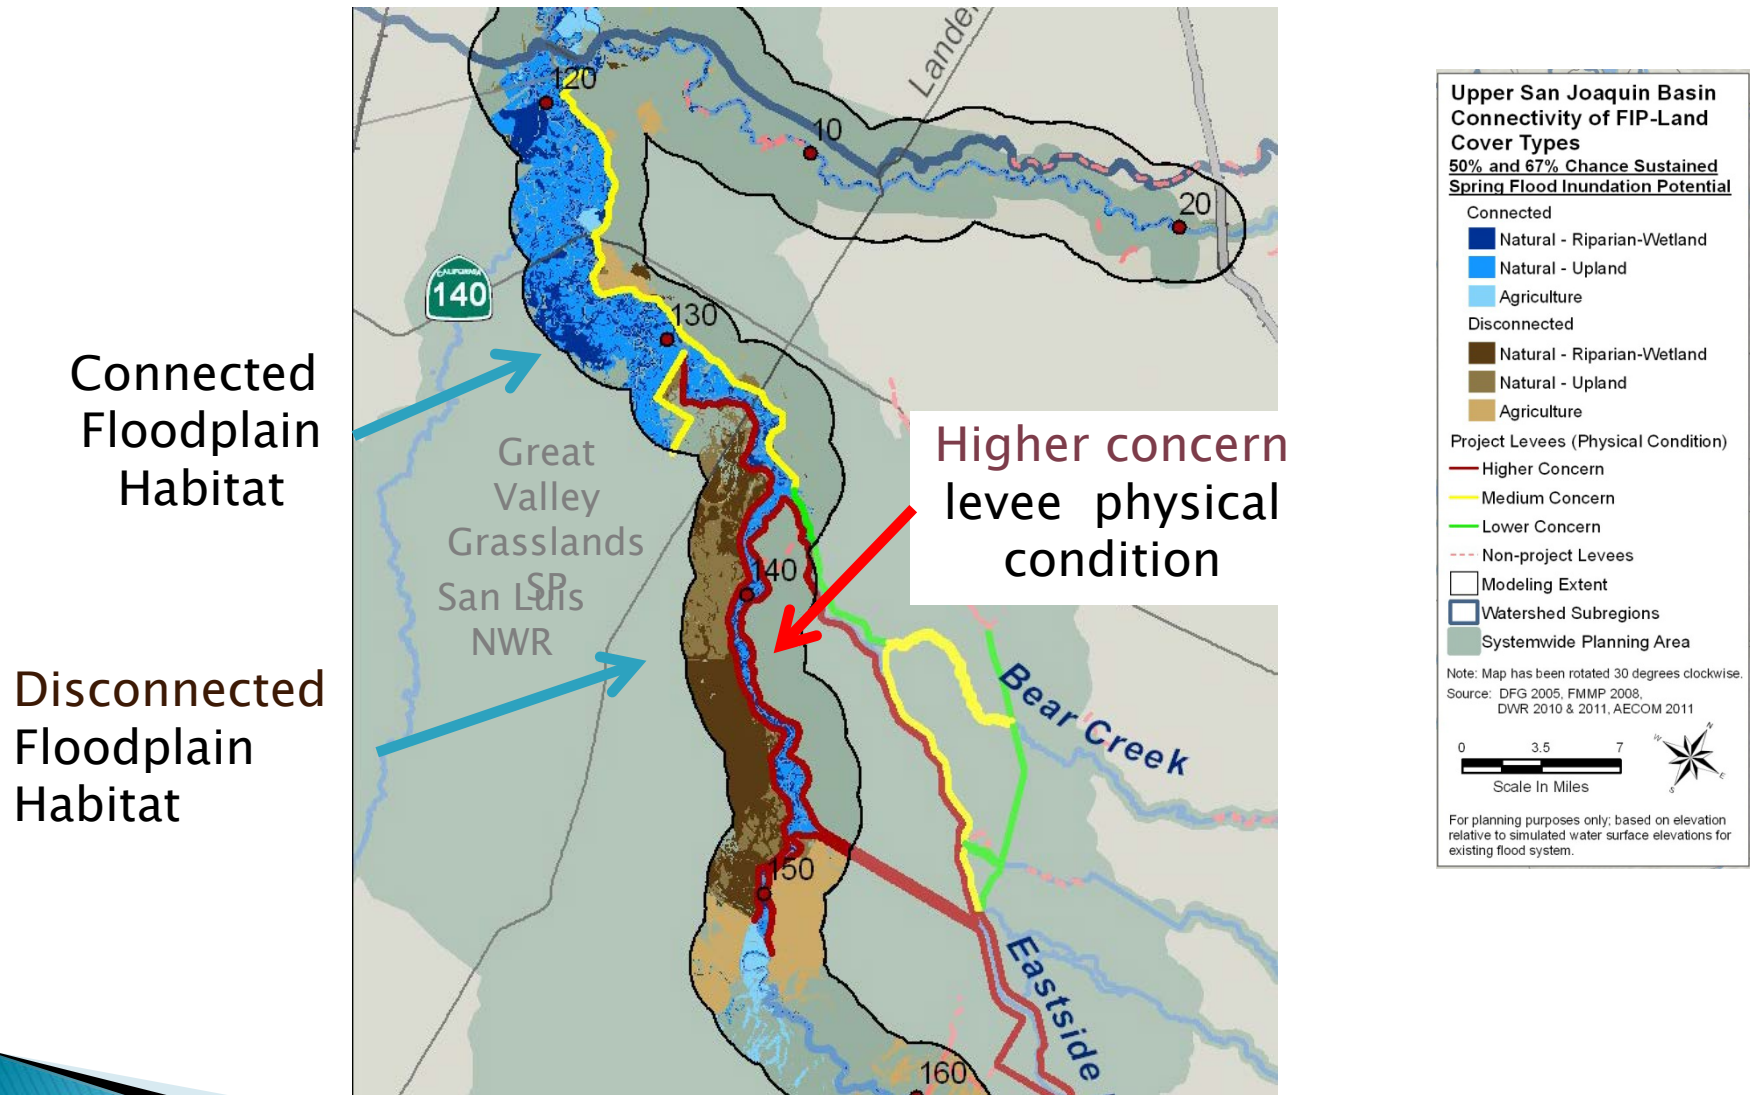 Connected
Floodplain
Habitat
Disconnected
Floodplain
Habitat
120
10
20
CALIFORNIA
140
130
Great
Valley
Grasslands
SP
San Luis
NWR
Higher concern
levee physical
condition
140
150
160
Bear Creek
Eastside
Upper San Joaquin Basin
Connectivity of FIP-Land
Cover Types
50% and 67% Chance Sustained
Spring Flood Inundation Potential
Connected
Natural - Riparian-Wetland
Natural - Upland
Agriculture
Disconnected
Natural - Riparian-Wetland
Natural - Upland
Agriculture
Project Levees (Physical Condition)
Higher Concern
Medium Concern
Lower Concern
Non-project Levees
Modeling Extent
Watershed Subregions
Systemwide Planning Area
Note: Map has been rotated 30 degrees clockwise.
Source: DFG 2005, FMMP 2008,
DWR 2010 & 2011, AECOM 2011
N
W
E
S
0 3.5 7
Scale In Miles
For planning purposes only; based on elevation
relative to simulated water surface elevations for
existing flood system.